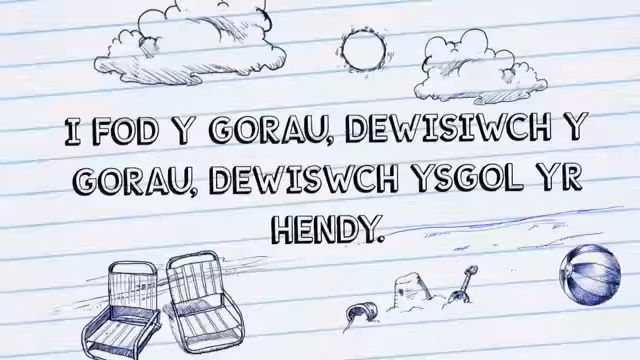 I FOD Y GORAU, DEWISIWCH Y
GORAU, DEWISWCH YSGOL YR
HENDY.